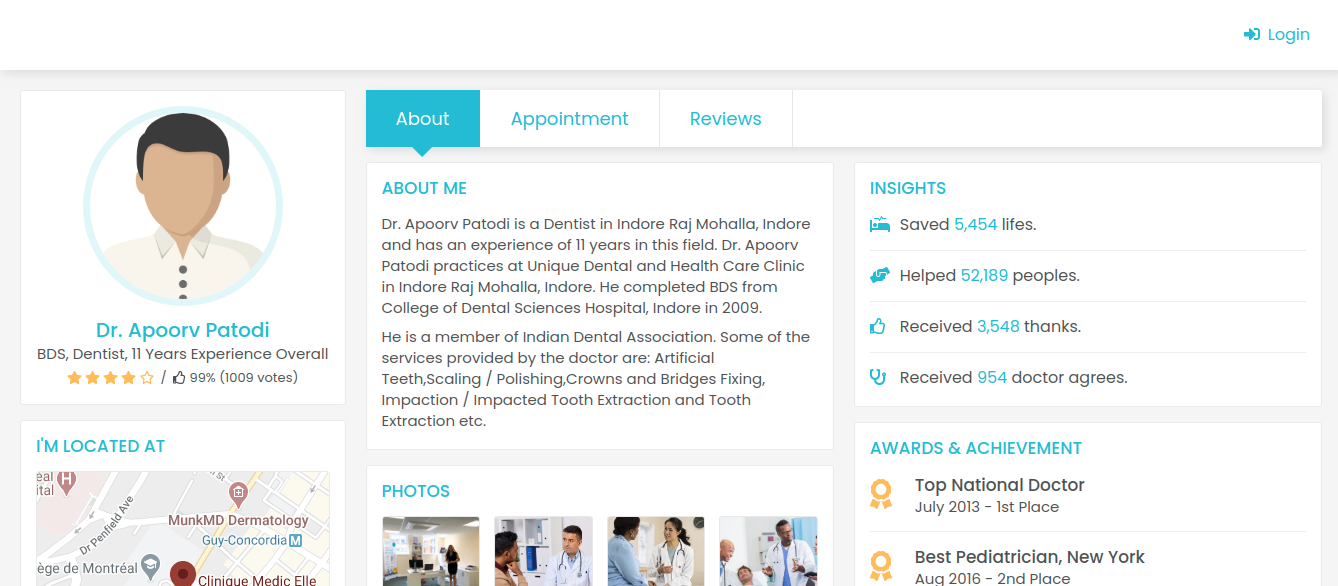 Login
About
Appointment
Reviews
Dr. Apoorv Patodi
BDS, Dentist, 11 Years Experience Overall
/ 99% (1009 votes)
I'M LOCATED AT
H
ital
Dr Penfield Ave
MunkMD Dermatology
Guy-Concordia M
ège de Montréal
Clinique Medic Elle
ABOUT ME
Dr. Apoorv Patodi is a Dentist in Indore Raj Mohalla, Indore
and has an experience of 11 years in this field. Dr. Apoorv
Patodi practices at Unique Dental and Health Care Clinic
in Indore Raj Mohalla, Indore. He completed BDS from
College of Dental Sciences Hospital, Indore in 2009.
He is a member of Indian Dental Association. Some of the
services provided by the doctor are: Artificial
Teeth,Scaling / Polishing,Crowns and Bridges Fixing,
Impaction / Impacted Tooth Extraction and Tooth
Extraction etc.
PHOTOS
INSIGHTS
Saved 5,454 lifes.
Helped 52,189 peoples.
Received 3,548 thanks.
Received 954 doctor agrees.
AWARDS & ACHIEVEMENT
Top National Doctor
July 2013 - 1st Place
Best Pediatrician, New York
Aug 2016 - 2nd Place